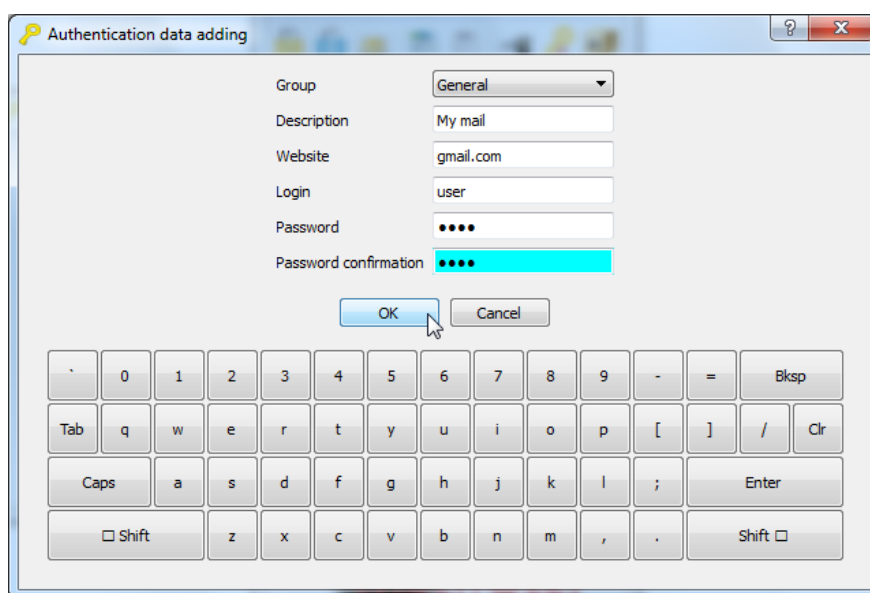 Authentication data adding
Group General
Description My mail
Website gmail.com
Login user
Password ••••
Password confirmation ••••
OK Cancel
` 0 1 2 3 4 5 6 7 8 9 - = Bksp
Tab q w e r t y u i o p [ ] / Clr
Caps a s d f g h j k l ; Enter
□ Shift z x c v b n m , . Shift □